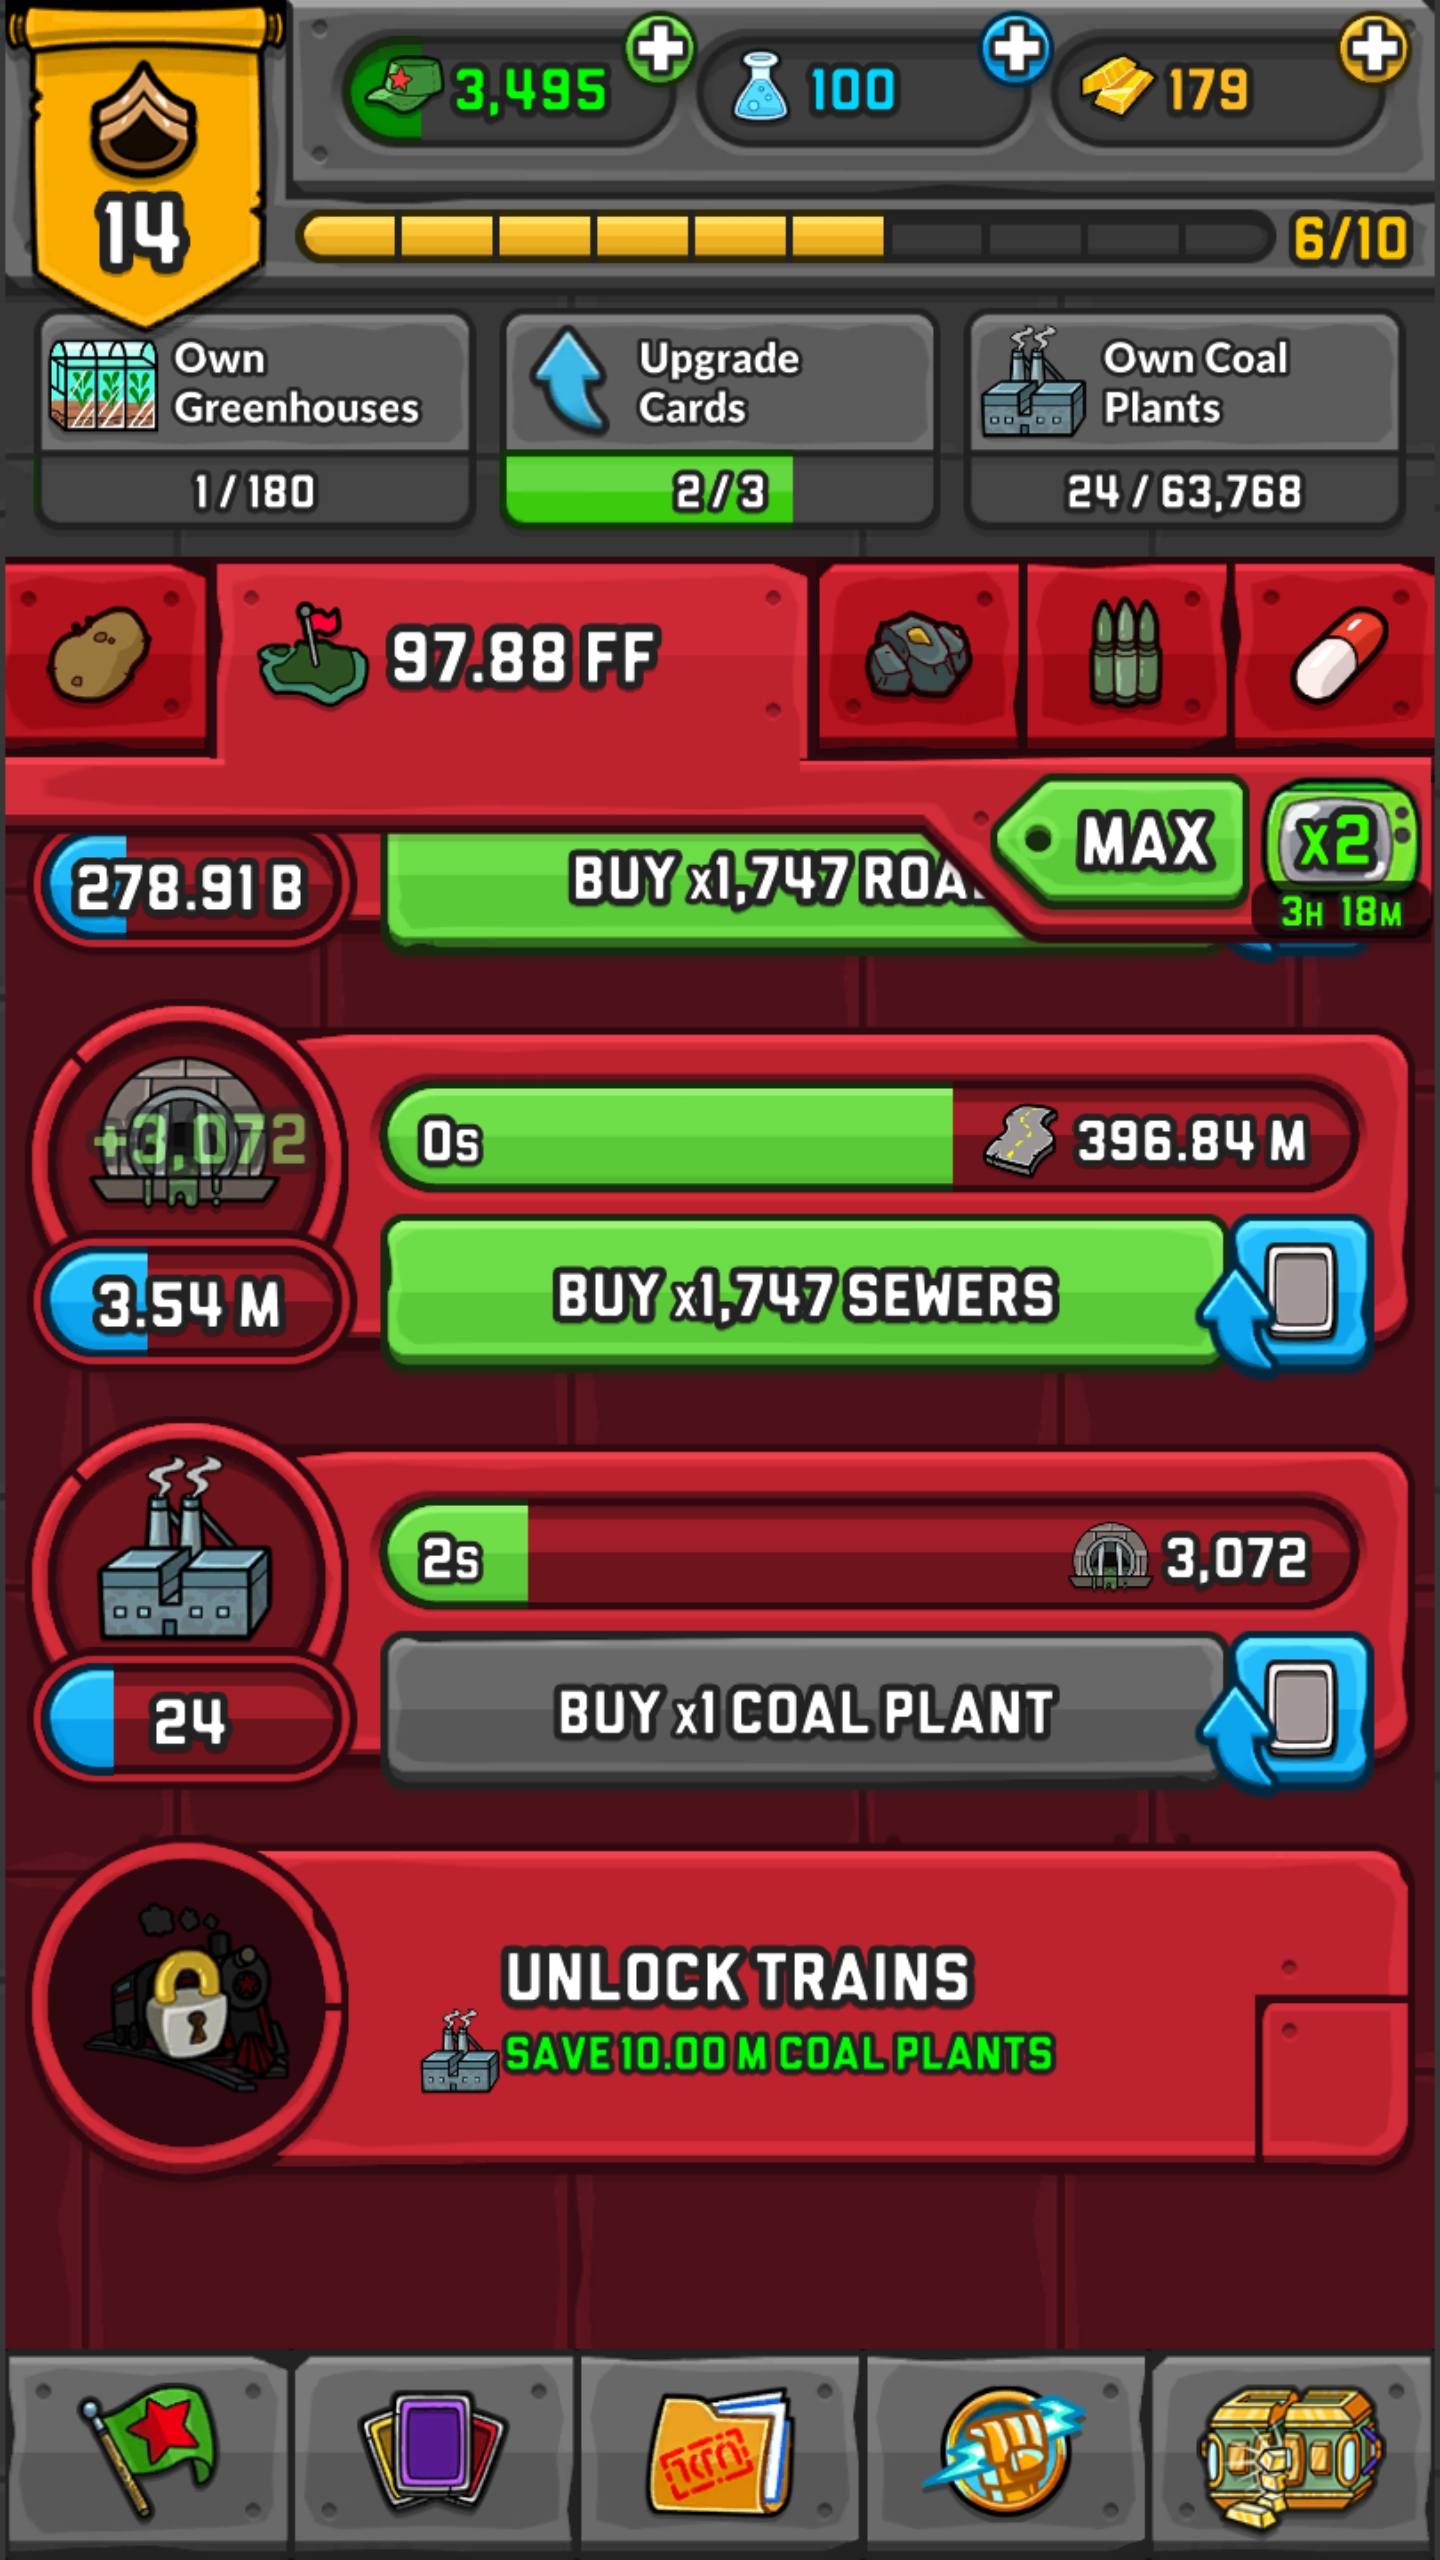 3,495
100
179
14
6/10
Own
Greenhouses
1/180
Upgrade
Cards
2/3
Own Coal
Plants
24/63,768
97.88 FF
MAX
x2
3H 18M
278.91 B
BUY x1,747 ROA
+3,072
0s
396.84 M
3.54 M
BUY x1,747 SEWERS
2s
3,072
24
BUY x1 COAL PLANT
UNLOCK TRAINS
SAVE 10.00 M COAL PLANTS